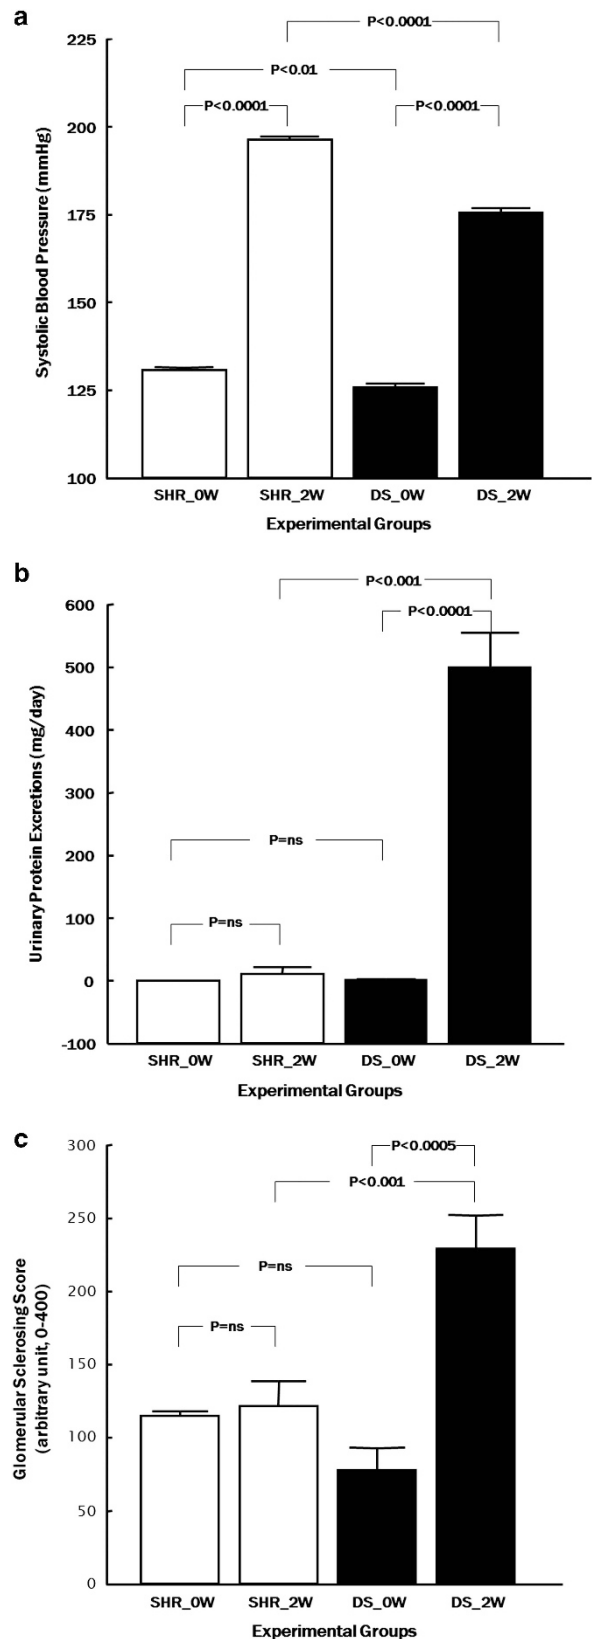 a
P<0.0001
225
P<0.01
P<0.0001
P<0.0001
200
175
150
125
100
Systolic Blood Pressure (mmHg)
SHR_0W SHR_2W DS_0W DS_2W
Experimental Groups
b
P<0.001
600
P<0.0001
500
400
300
200
P=ns
100
P=ns
0
-100
Urinary Protein Excretions (mg/day)
SHR_0W SHR_2W DS_0W DS_2W
Experimental Groups
c
300
P<0.0005
P<0.001
250
200
P=ns
150
P=ns
100
50
0
Glomerular Sclerosing Score
(arbitrary unit, 0-400)
SHR_0W SHR_2W DS_0W DS_2W
Experimental Groups